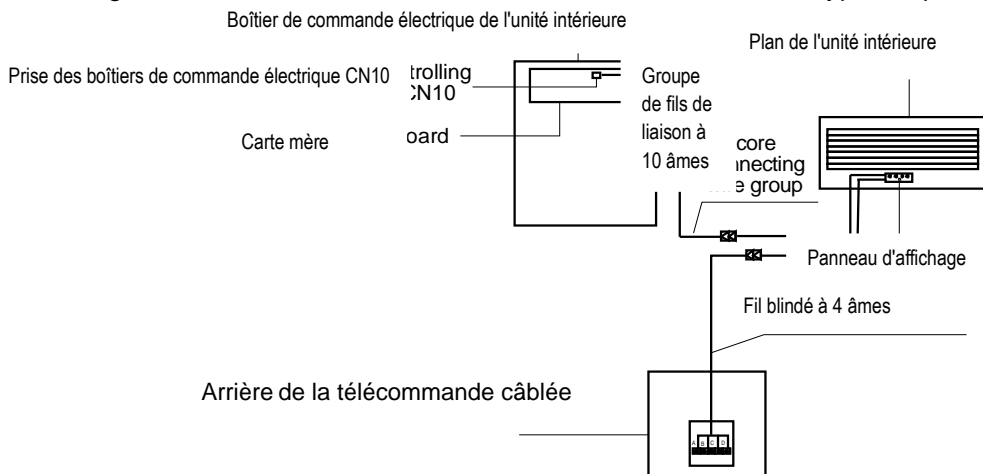 Boîtier de commande électrique de l'unité intérieure
Plan de l'unité intérieure
Prise des boîtiers de commande électrique CN10
trolling
CN10
Groupe
de fils de
liaison à
10 âmes
Carte mère
oard
core
nnecting
e group
Panneau d'affichage
Fil blindé à 4 âmes
Arrière de la télécommande câblée
A B C D